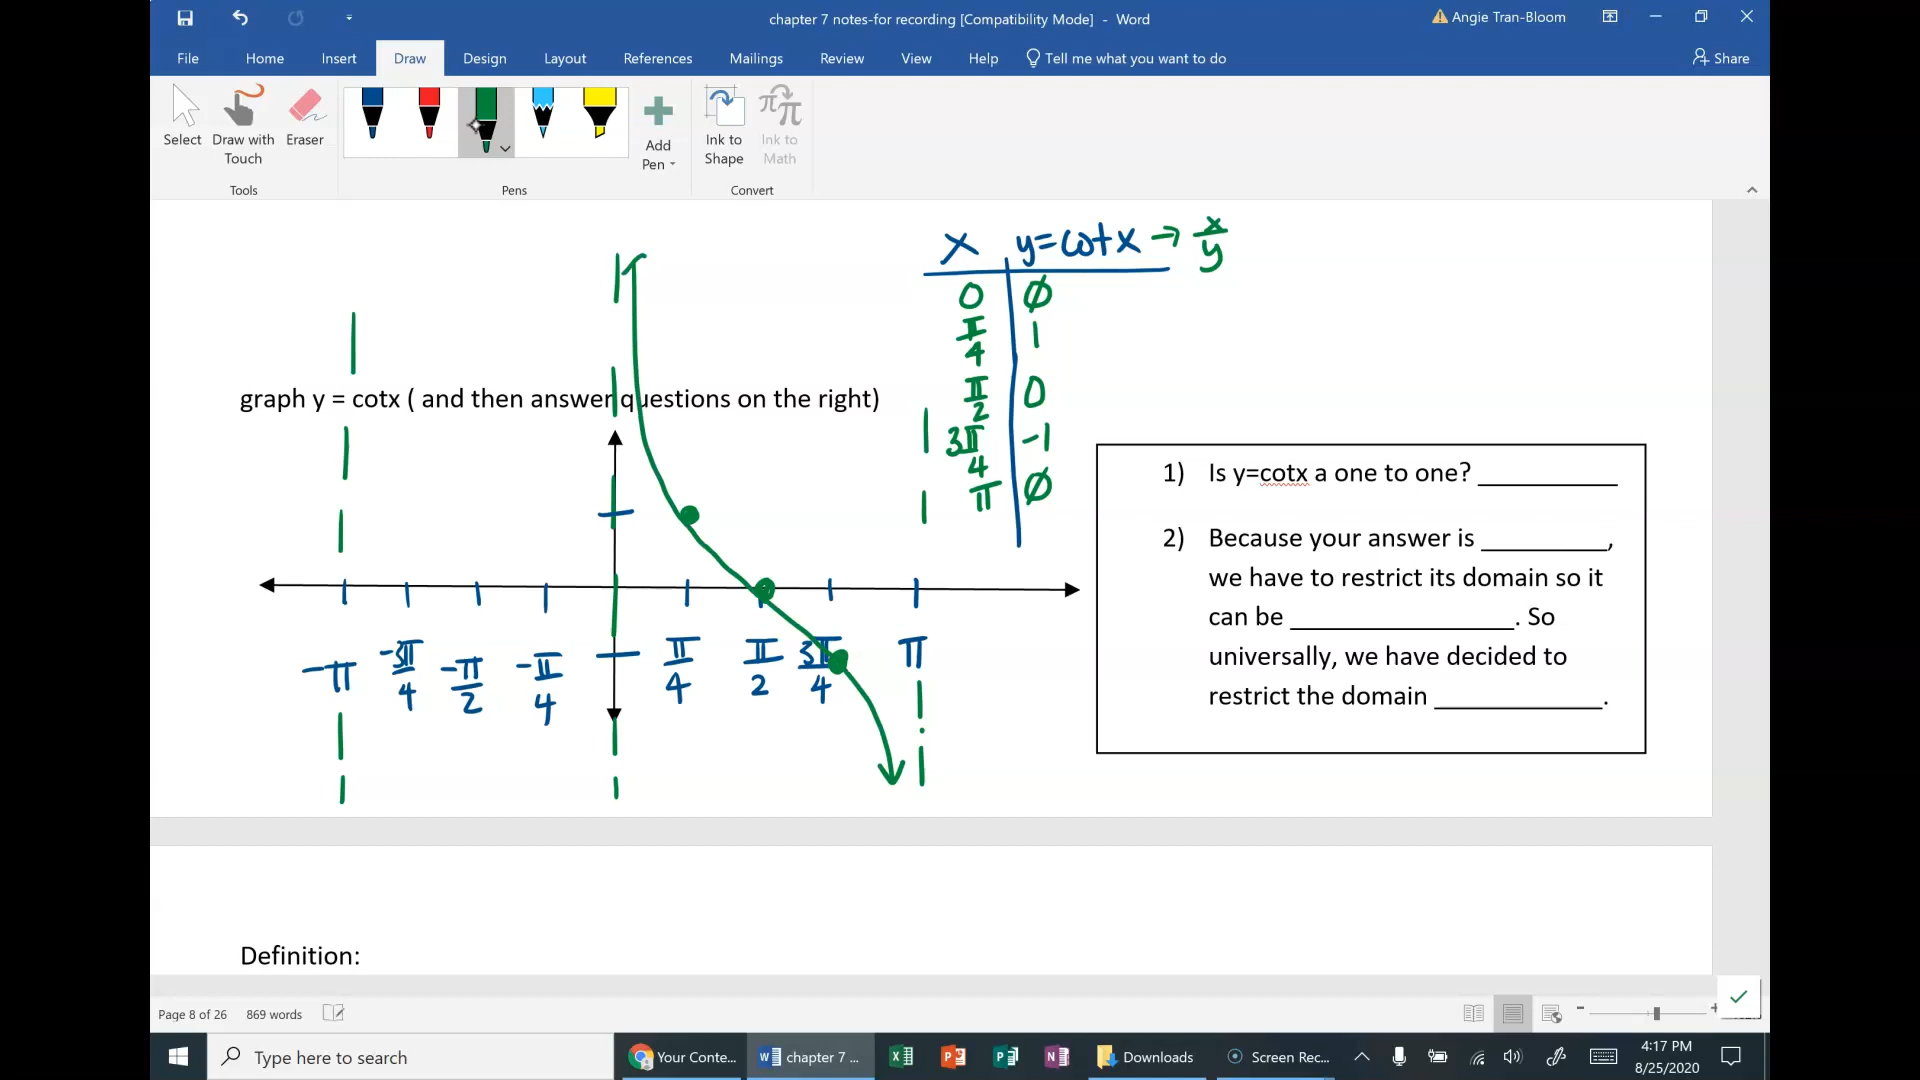 chapter 7 notes-for recording [Compatibility Mode] - Word
Angie Tran-Bloom
File Home Insert Draw Design Layout References Mailings Review View Help Tell me what you want to do Share
Select Draw with Touch Eraser Add Pen Ink to Shape Ink to Math
Tools Pens Convert
x y=cotx → x/y
0 ∅
π/4 1
π/2 0
3π/4 -1
π ∅
graph y = cotx ( and then answer questions on the right)
-π -3π/4 -π/2 -π/4 π/4 π/2 3π/4 π
1) Is y=cotx a one to one? __________
2) Because your answer is _________,
we have to restrict its domain so it
can be ________________. So
universally, we have decided to
restrict the domain ____________.
Definition:
Page 8 of 26 869 words
Type here to search
Your Conte...
chapter 7 ...
Downloads
Screen Rec...
4:17 PM
8/25/2020